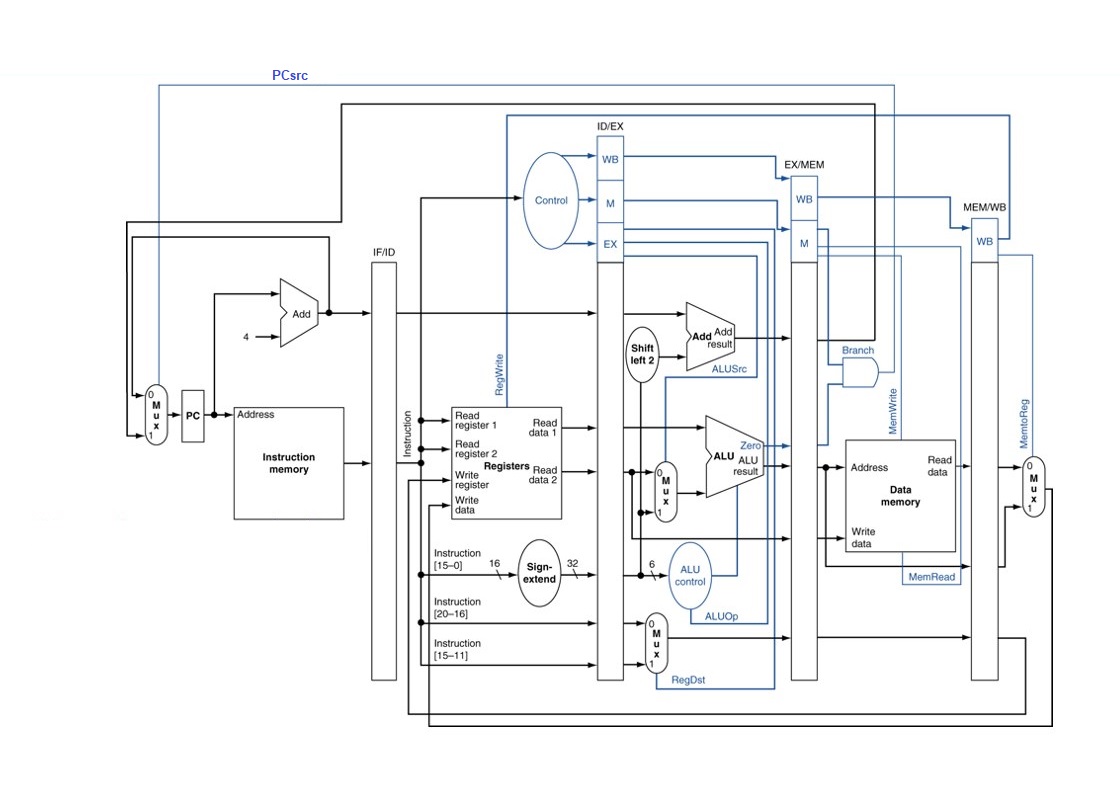 PCsrc
ID/EX
WB
EX/MEM
Control
M
WB
MEM/WB
EX
M
WB
IF/ID
Add
4
Add
Add
result
Shift
left 2
ALUSrc
Branch
RegWrite
MemWrite
MemtoReg
0
M
u
x
1
PC
Address
Instruction
memory
Instruction
Read
register 1
Read
register 2
Write
register
Write
data
Registers
Read
data 1
Read
data 2
0
M
u
x
1
ALU
Zero
ALU
result
Address
Read
data
Data
memory
Write
data
MemRead
0
M
u
x
1
Instruction
[15–0]
16
Sign-
extend
32
6
ALU
control
ALUOp
Instruction
[20–16]
Instruction
[15–11]
0
M
u
x
1
RegDst